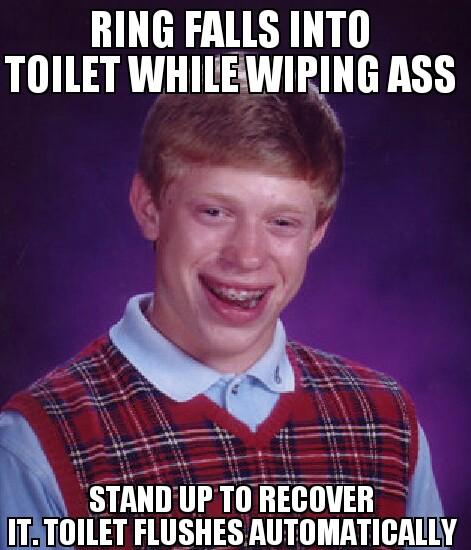 RING FALLS INTO
TOILET WHILE WIPING ASS
STAND UP TO RECOVER
IT. TOILET FLUSHES AUTOMATICALLY